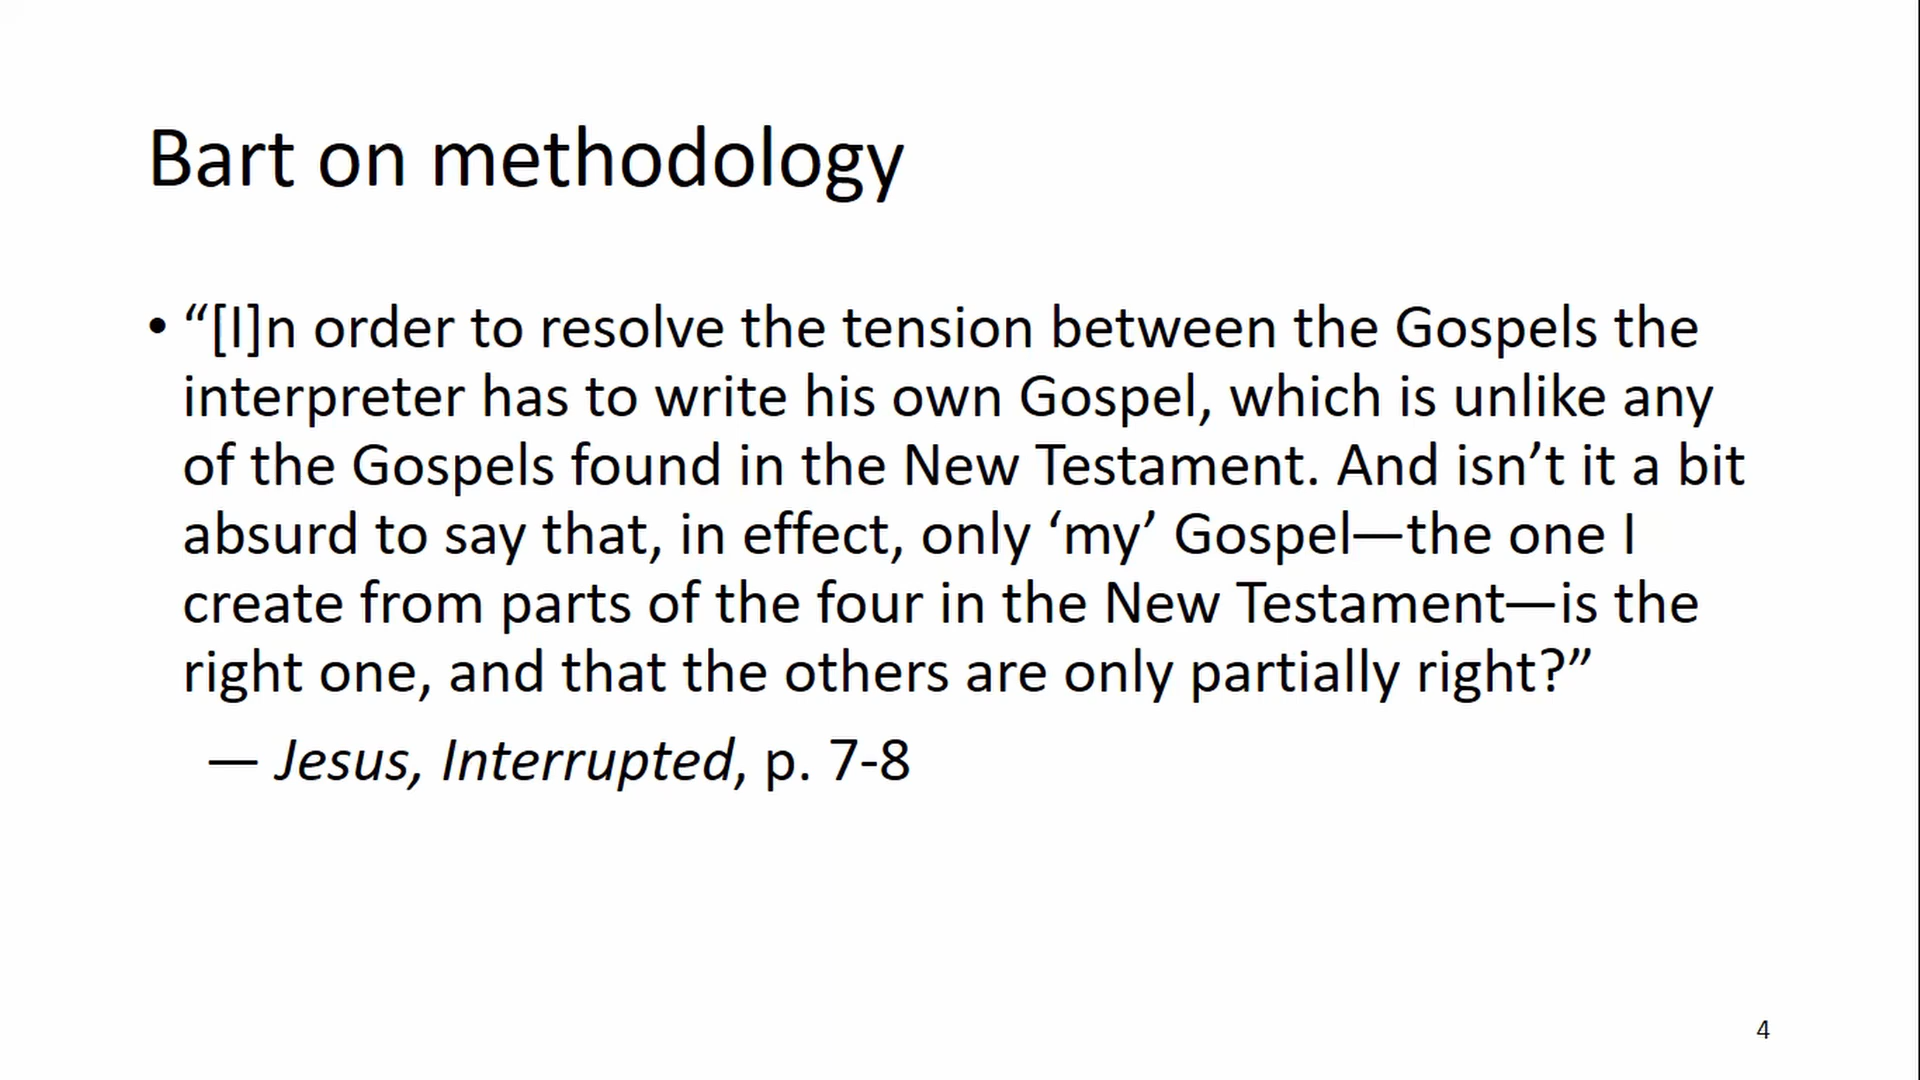 Bart on methodology
• “[I]n order to resolve the tension between the Gospels the
interpreter has to write his own Gospel, which is unlike any
of the Gospels found in the New Testament. And isn’t it a bit
absurd to say that, in effect, only ‘my’ Gospel—the one I
create from parts of the four in the New Testament—is the
right one, and that the others are only partially right?”
— Jesus, Interrupted, p. 7-8
4